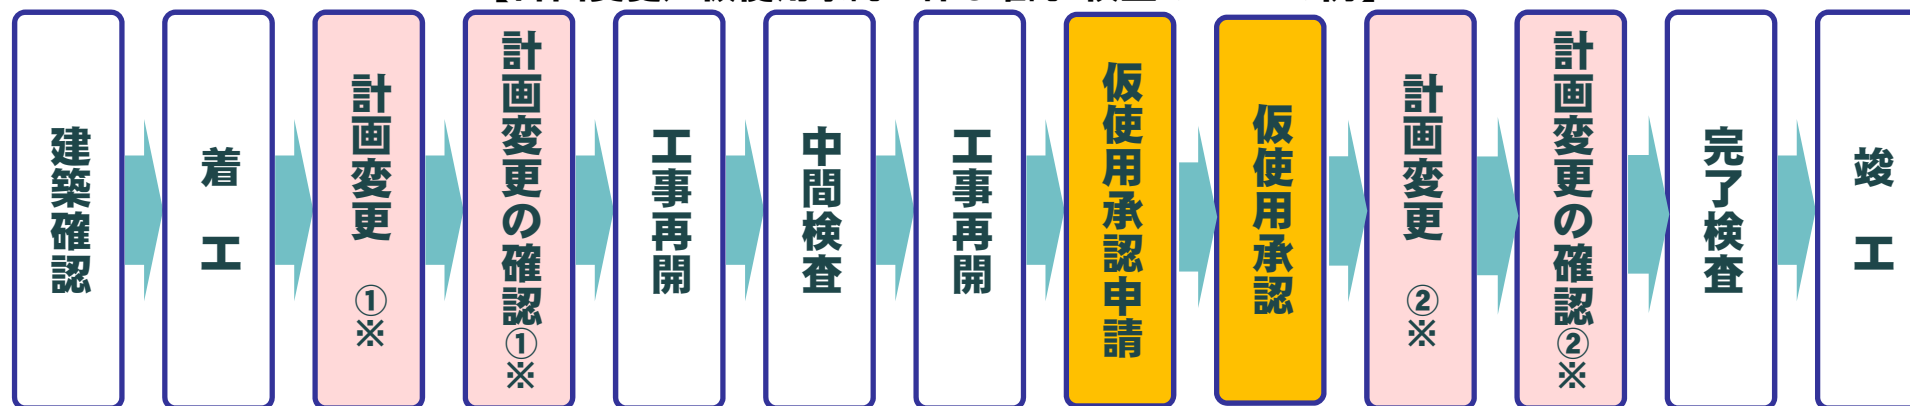 建築確認
着 工
計画変更 ①※
計画変更の確認①※
工事再開
中間検査
工事再開
仮使用承認申請
仮使用承認
計画変更 ②※
計画変更の確認②※
完了検査
竣 工